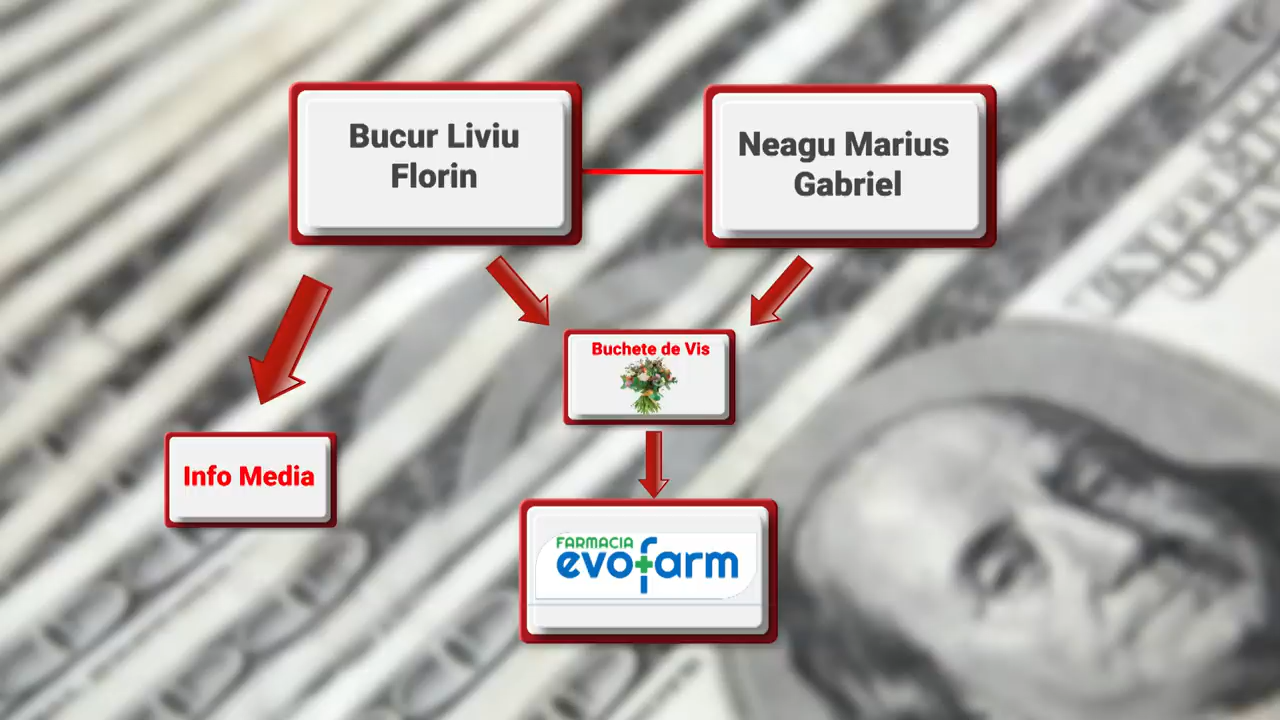 Bucur Liviu
Florin
Neagu Marius
Gabriel
Buchete de Vis
Info Media
FARMACIA
evofarm